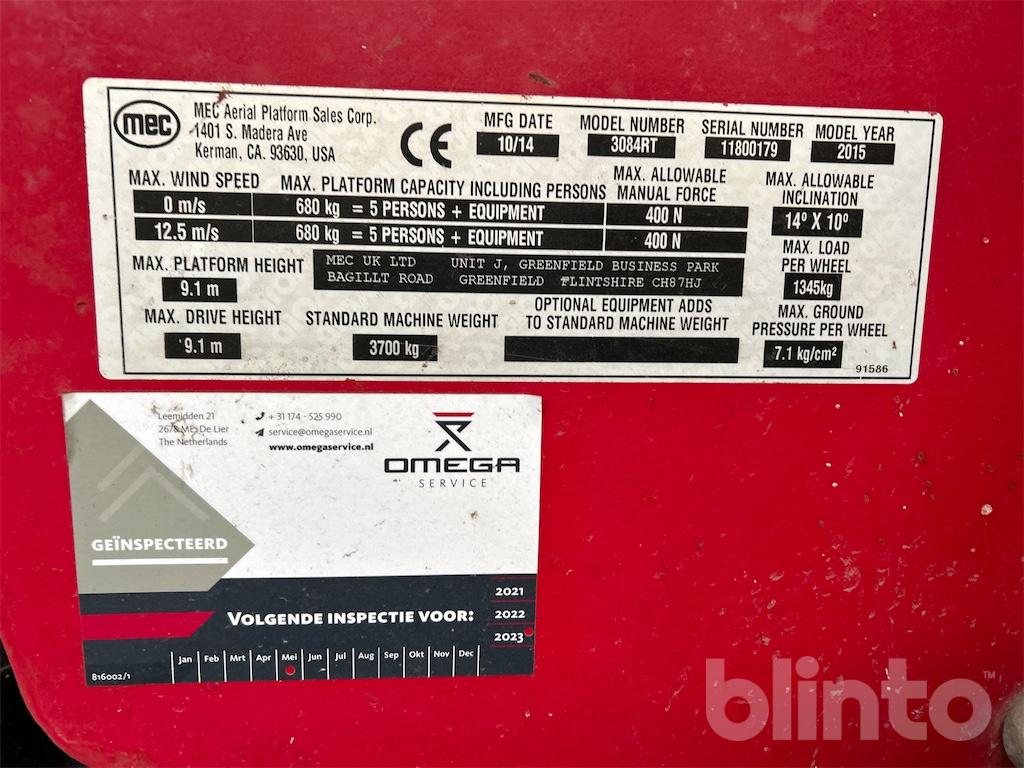 mec
MEC Aerial Platform Sales Corp.
1401 S. Madera Ave
Kerman, CA. 93630, USA
CE
MFG DATE
10/14
MODEL NUMBER
3084RT
SERIAL NUMBER
11800179
MODEL YEAR
2015
MAX. WIND SPEED
MAX. PLATFORM CAPACITY INCLUDING PERSONS
MAX. ALLOWABLE
MANUAL FORCE
0 m/s 680 kg = 5 PERSONS + EQUIPMENT 400 N
12.5 m/s 680 kg = 5 PERSONS + EQUIPMENT 400 N
MAX. ALLOWABLE
INCLINATION
14º X 10º
MAX. PLATFORM HEIGHT
9.1 m
MEC UK LTD UNIT J, GREENFIELD BUSINESS PARK
BAGILLT ROAD GREENFIELD FLINTSHIRE CH87HJ
MAX. LOAD
PER WHEEL
1345kg
MAX. DRIVE HEIGHT
9.1 m
STANDARD MACHINE WEIGHT
3700 kg
OPTIONAL EQUIPMENT ADDS
TO STANDARD MACHINE WEIGHT
MAX. GROUND
PRESSURE PER WHEEL
7.1 kg/cm²
91586
Leemidden 21
2678 ME De Lier
The Netherlands
+31 174 - 525 990
service@omegaservice.nl
www.omegaservice.nl
OMEGA
SERVICE
GEÏNSPECTEERD
VOLGENDE INSPECTIE VOOR:
2021
2022
2023
Jan Feb Mrt Apr Mei Jun Jul Aug Sep Okt Nov Dec
816002/1
blinto™